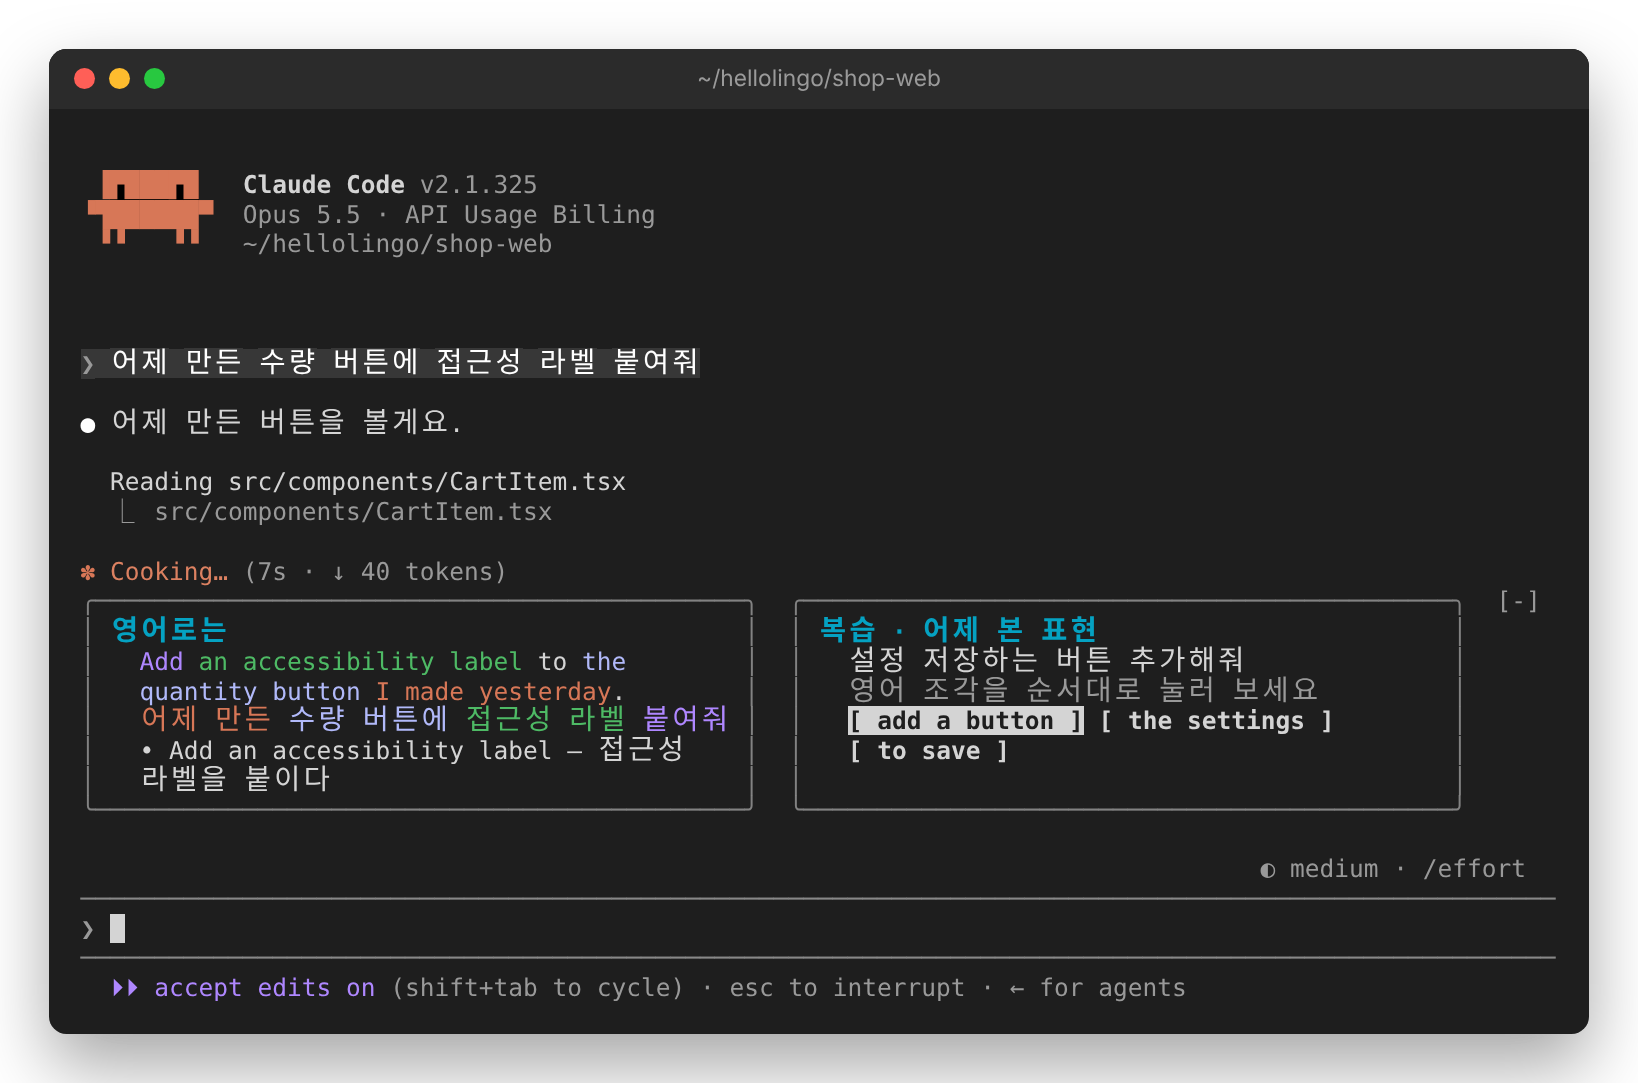 ~/hellolingo/shop-web
Claude Code v2.1.325
Opus 5.5 · API Usage Billing
~/hellolingo/shop-web
❯ 어제 만든 수량 버튼에 접근성 라벨 붙여줘
● 어제 만든 버튼을 볼게요.
Reading src/components/CartItem.tsx
⎿ src/components/CartItem.tsx
✽ Cooking… (7s · ↓ 40 tokens)
[-]
영어로는
Add an accessibility label to the
quantity button I made yesterday.
어제 만든 수량 버튼에 접근성 라벨 붙여줘
• Add an accessibility label — 접근성
라벨을 붙이다
복습 · 어제 본 표현
설정 저장하는 버튼 추가해줘
영어 조각을 순서대로 눌러 보세요
[ add a button ] [ the settings ]
[ to save ]
◐ medium · /effort
❯
⏵⏵ accept edits on (shift+tab to cycle) · esc to interrupt · ← for agents